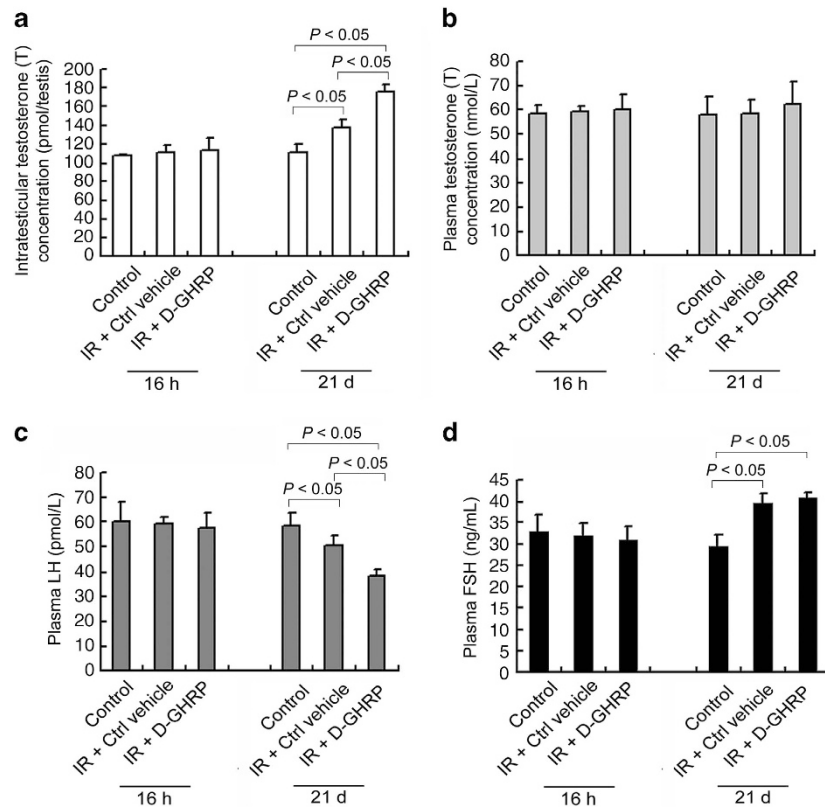 a
Intratesticular testosterone (T)
concentration (pmol/testis)
200
180
160
140
120
100
80
60
40
20
0
P < 0.05
P < 0.05
P < 0.05
Control
IR + Ctrl vehicle
IR + D-GHRP
Control
IR + Ctrl vehicle
IR + D-GHRP
16 h
21 d
b
Plasma testosterone (T)
concentration (nmol/L)
80
70
60
50
40
30
20
10
0
Control
IR + Ctrl vehicle
IR + D-GHRP
Control
IR + Ctrl vehicle
IR + D-GHRP
16 h
21 d
c
Plasma LH (pmol/L)
80
70
60
50
40
30
20
10
0
P < 0.05
P < 0.05
P < 0.05
Control
IR + Ctrl vehicle
IR + D-GHRP
Control
IR + Ctrl vehicle
IR + D-GHRP
16 h
21 d
d
Plasma FSH (ng/mL)
45
40
35
30
25
20
15
10
5
0
P < 0.05
P < 0.05
Control
IR + Ctrl vehicle
IR + D-GHRP
Control
IR + Ctrl vehicle
IR + D-GHRP
16 h
21 d